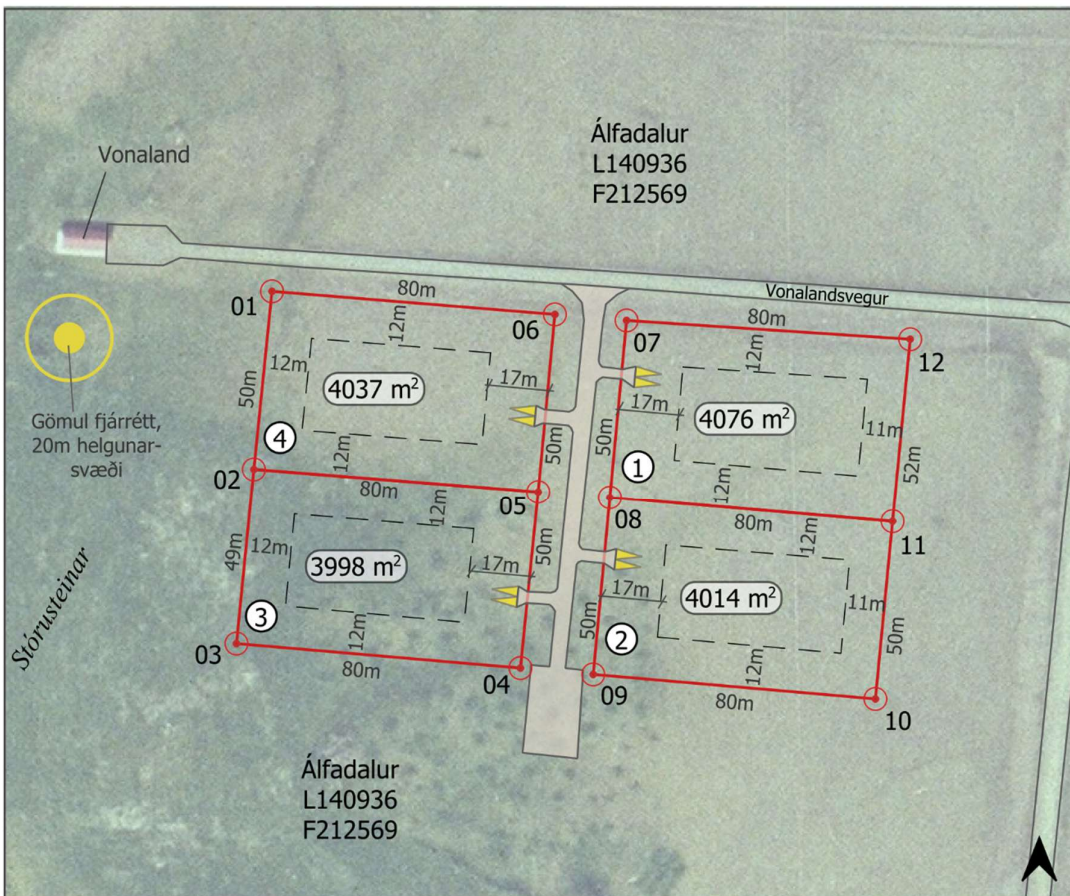 Álfadalur
L140936
F212569
Vonaland
Vonalandsvegur
01
80m
06
07
80m
12
12m
12m
12m
50m
4037 m²
17m
17m
4076 m²
11m
50m
50m
52m
4
1
12m
12m
02
80m
05
08
80m
11
12m
12m
Gömul fjárrétt,
20m helgunar-
svæði
49m
12m
3998 m²
17m
50m
17m
4014 m²
11m
50m
50m
3
2
12m
12m
03
80m
04
09
80m
10
Stórusteinar
Álfadalur
L140936
F212569